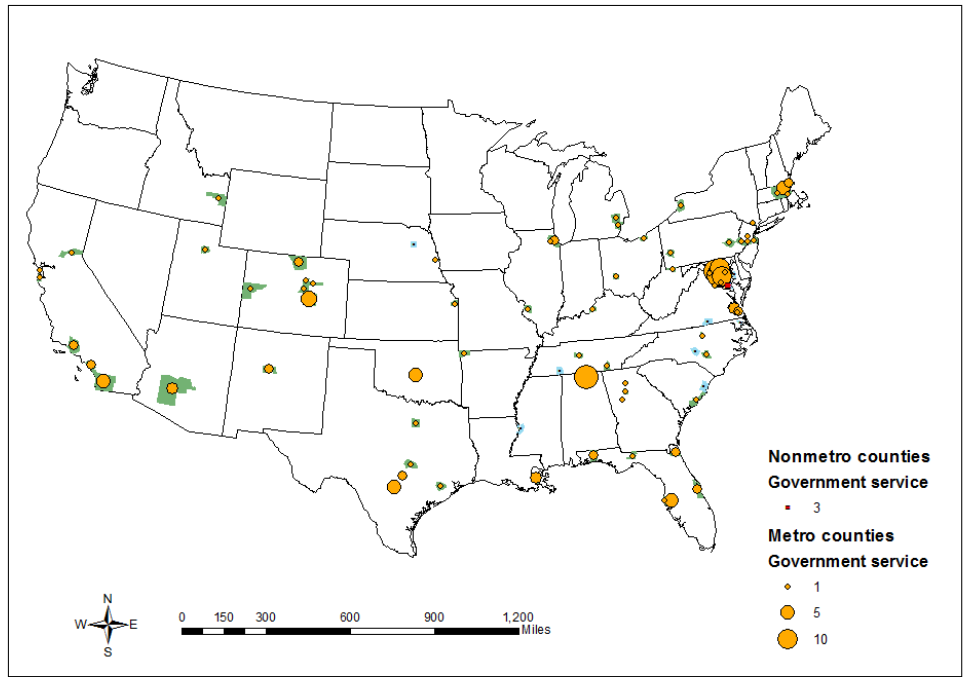 Nonmetro counties
Government service
3
Metro counties
Government service
1
5
10
N
W E
S
0 150 300 600 900 1,200
Miles